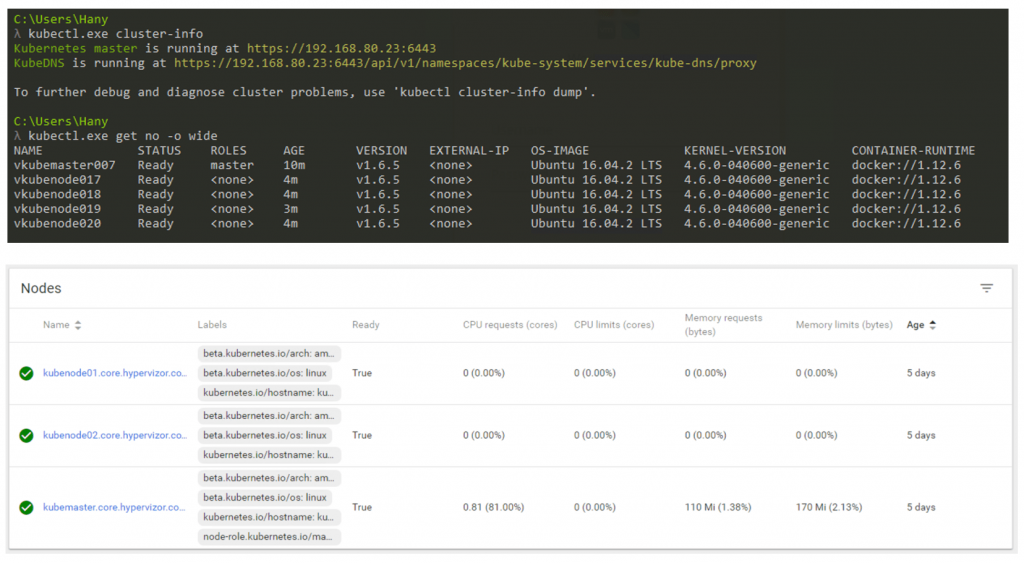 C:\Users\Hany
λ kubectl.exe cluster-info
Kubernetes master is running at https://192.168.80.23:6443
KubeDNS is running at https://192.168.80.23:6443/api/v1/namespaces/kube-system/services/kube-dns/proxy
To further debug and diagnose cluster problems, use 'kubectl cluster-info dump'.
C:\Users\Hany
λ kubectl.exe get no -o wide
NAME STATUS ROLES AGE VERSION EXTERNAL-IP OS-IMAGE KERNEL-VERSION CONTAINER-RUNTIME
vkubemaster007 Ready master 10m v1.6.5 <none> Ubuntu 16.04.2 LTS 4.6.0-040600-generic docker://1.12.6
vkubenode017 Ready <none> 4m v1.6.5 <none> Ubuntu 16.04.2 LTS 4.6.0-040600-generic docker://1.12.6
vkubenode018 Ready <none> 4m v1.6.5 <none> Ubuntu 16.04.2 LTS 4.6.0-040600-generic docker://1.12.6
vkubenode019 Ready <none> 3m v1.6.5 <none> Ubuntu 16.04.2 LTS 4.6.0-040600-generic docker://1.12.6
vkubenode020 Ready <none> 4m v1.6.5 <none> Ubuntu 16.04.2 LTS 4.6.0-040600-generic docker://1.12.6
Nodes
Name Labels Ready CPU requests (cores) CPU limits (cores) Memory requests (bytes) Memory limits (bytes) Age
beta.kubernetes.io/arch: am...
kubenode01.core.hypervizor.co... beta.kubernetes.io/os: linux True 0 (0.00%) 0 (0.00%) 0 (0.00%) 0 (0.00%) 5 days
kubernetes.io/hostname: ku...
beta.kubernetes.io/arch: am...
kubenode02.core.hypervizor.co... beta.kubernetes.io/os: linux True 0 (0.00%) 0 (0.00%) 0 (0.00%) 0 (0.00%) 5 days
kubernetes.io/hostname: ku...
beta.kubernetes.io/arch: am...
beta.kubernetes.io/os: linux
kubemaster.core.hypervizor.co... True 0.81 (81.00%) 0 (0.00%) 110 Mi (1.38%) 170 Mi (2.13%) 5 days
kubernetes.io/hostname: ku...
node-role.kubernetes.io/ma...